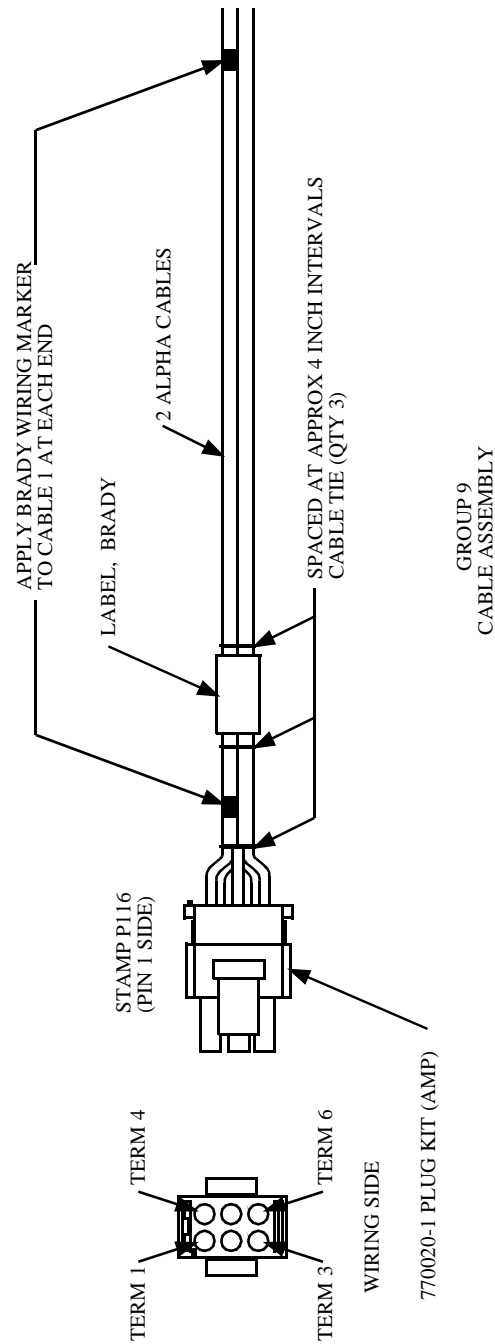 APPLY BRADY WIRING MARKER
TO CABLE 1 AT EACH END
LABEL, BRADY
2 ALPHA CABLES
STAMP P116
(PIN 1 SIDE)
TERM 1
TERM 4
TERM 3
TERM 6
WIRING SIDE
770020-1 PLUG KIT (AMP)
SPACED AT APPROX 4 INCH INTERVALS
CABLE TIE (QTY 3)
GROUP 9
CABLE ASSEMBLY